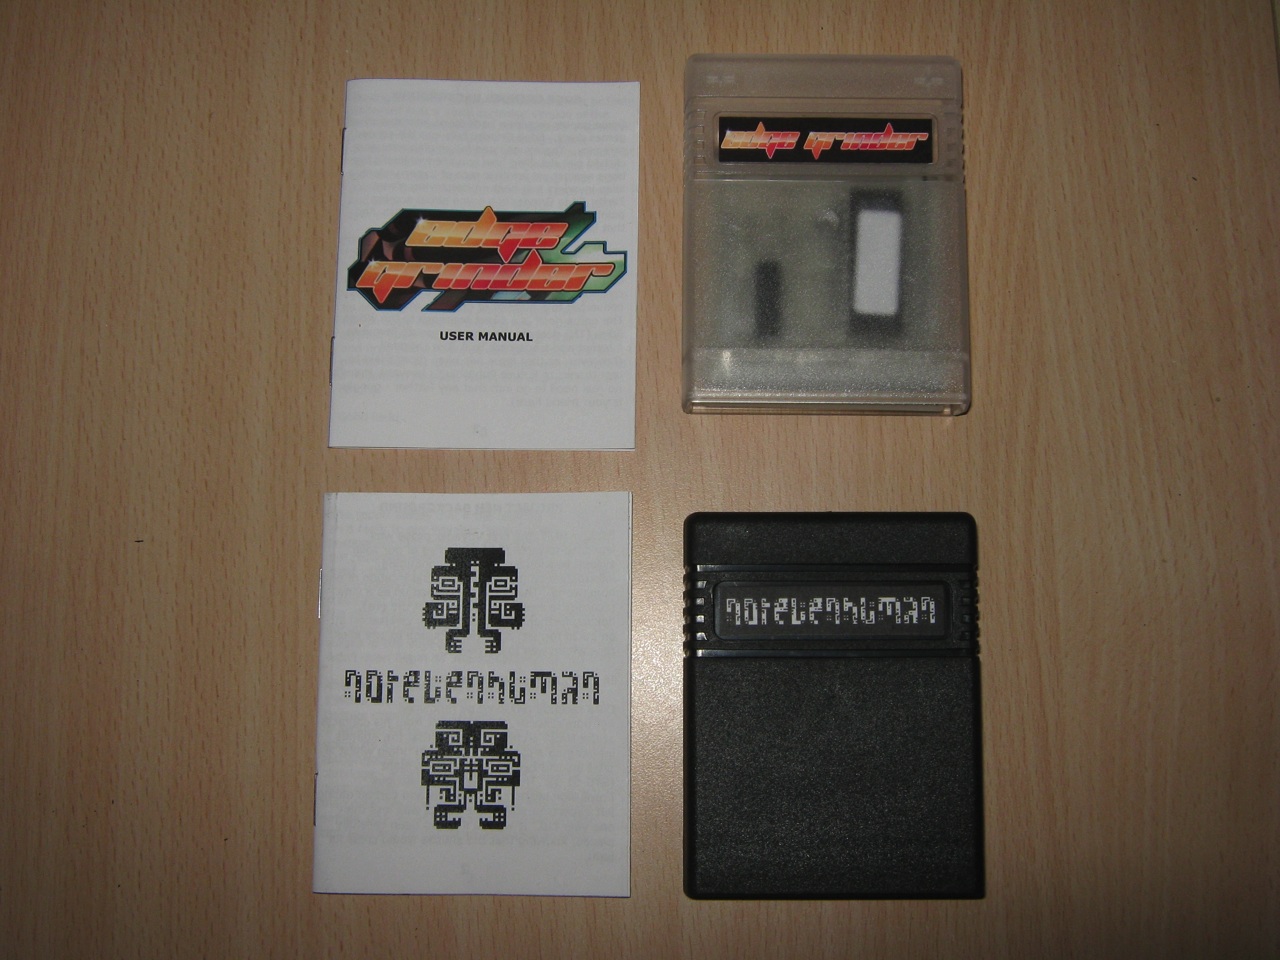 edge
grinder
USER MANUAL
edge grinder
notevenhuman
notevenhuman